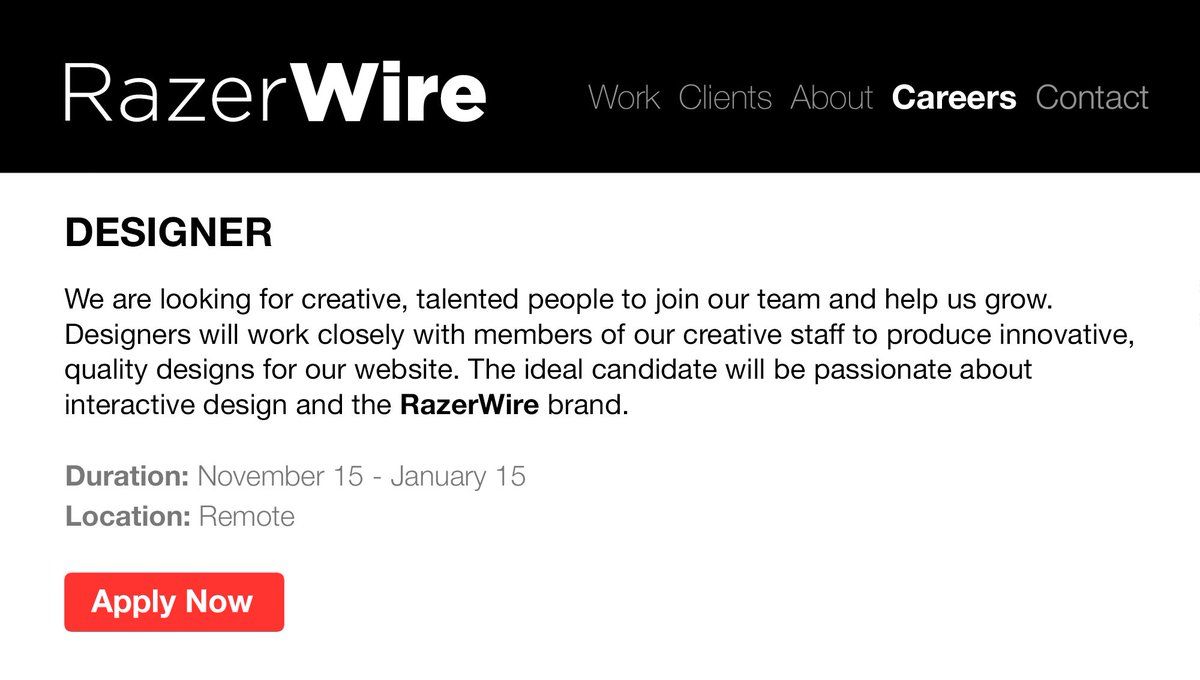 RazerWire
Work Clients About Careers Contact
DESIGNER
We are looking for creative, talented people to join our team and help us grow.
Designers will work closely with members of our creative staff to produce innovative,
quality designs for our website. The ideal candidate will be passionate about
interactive design and the RazerWire brand.
Duration: November 15 - January 15
Location: Remote
Apply Now